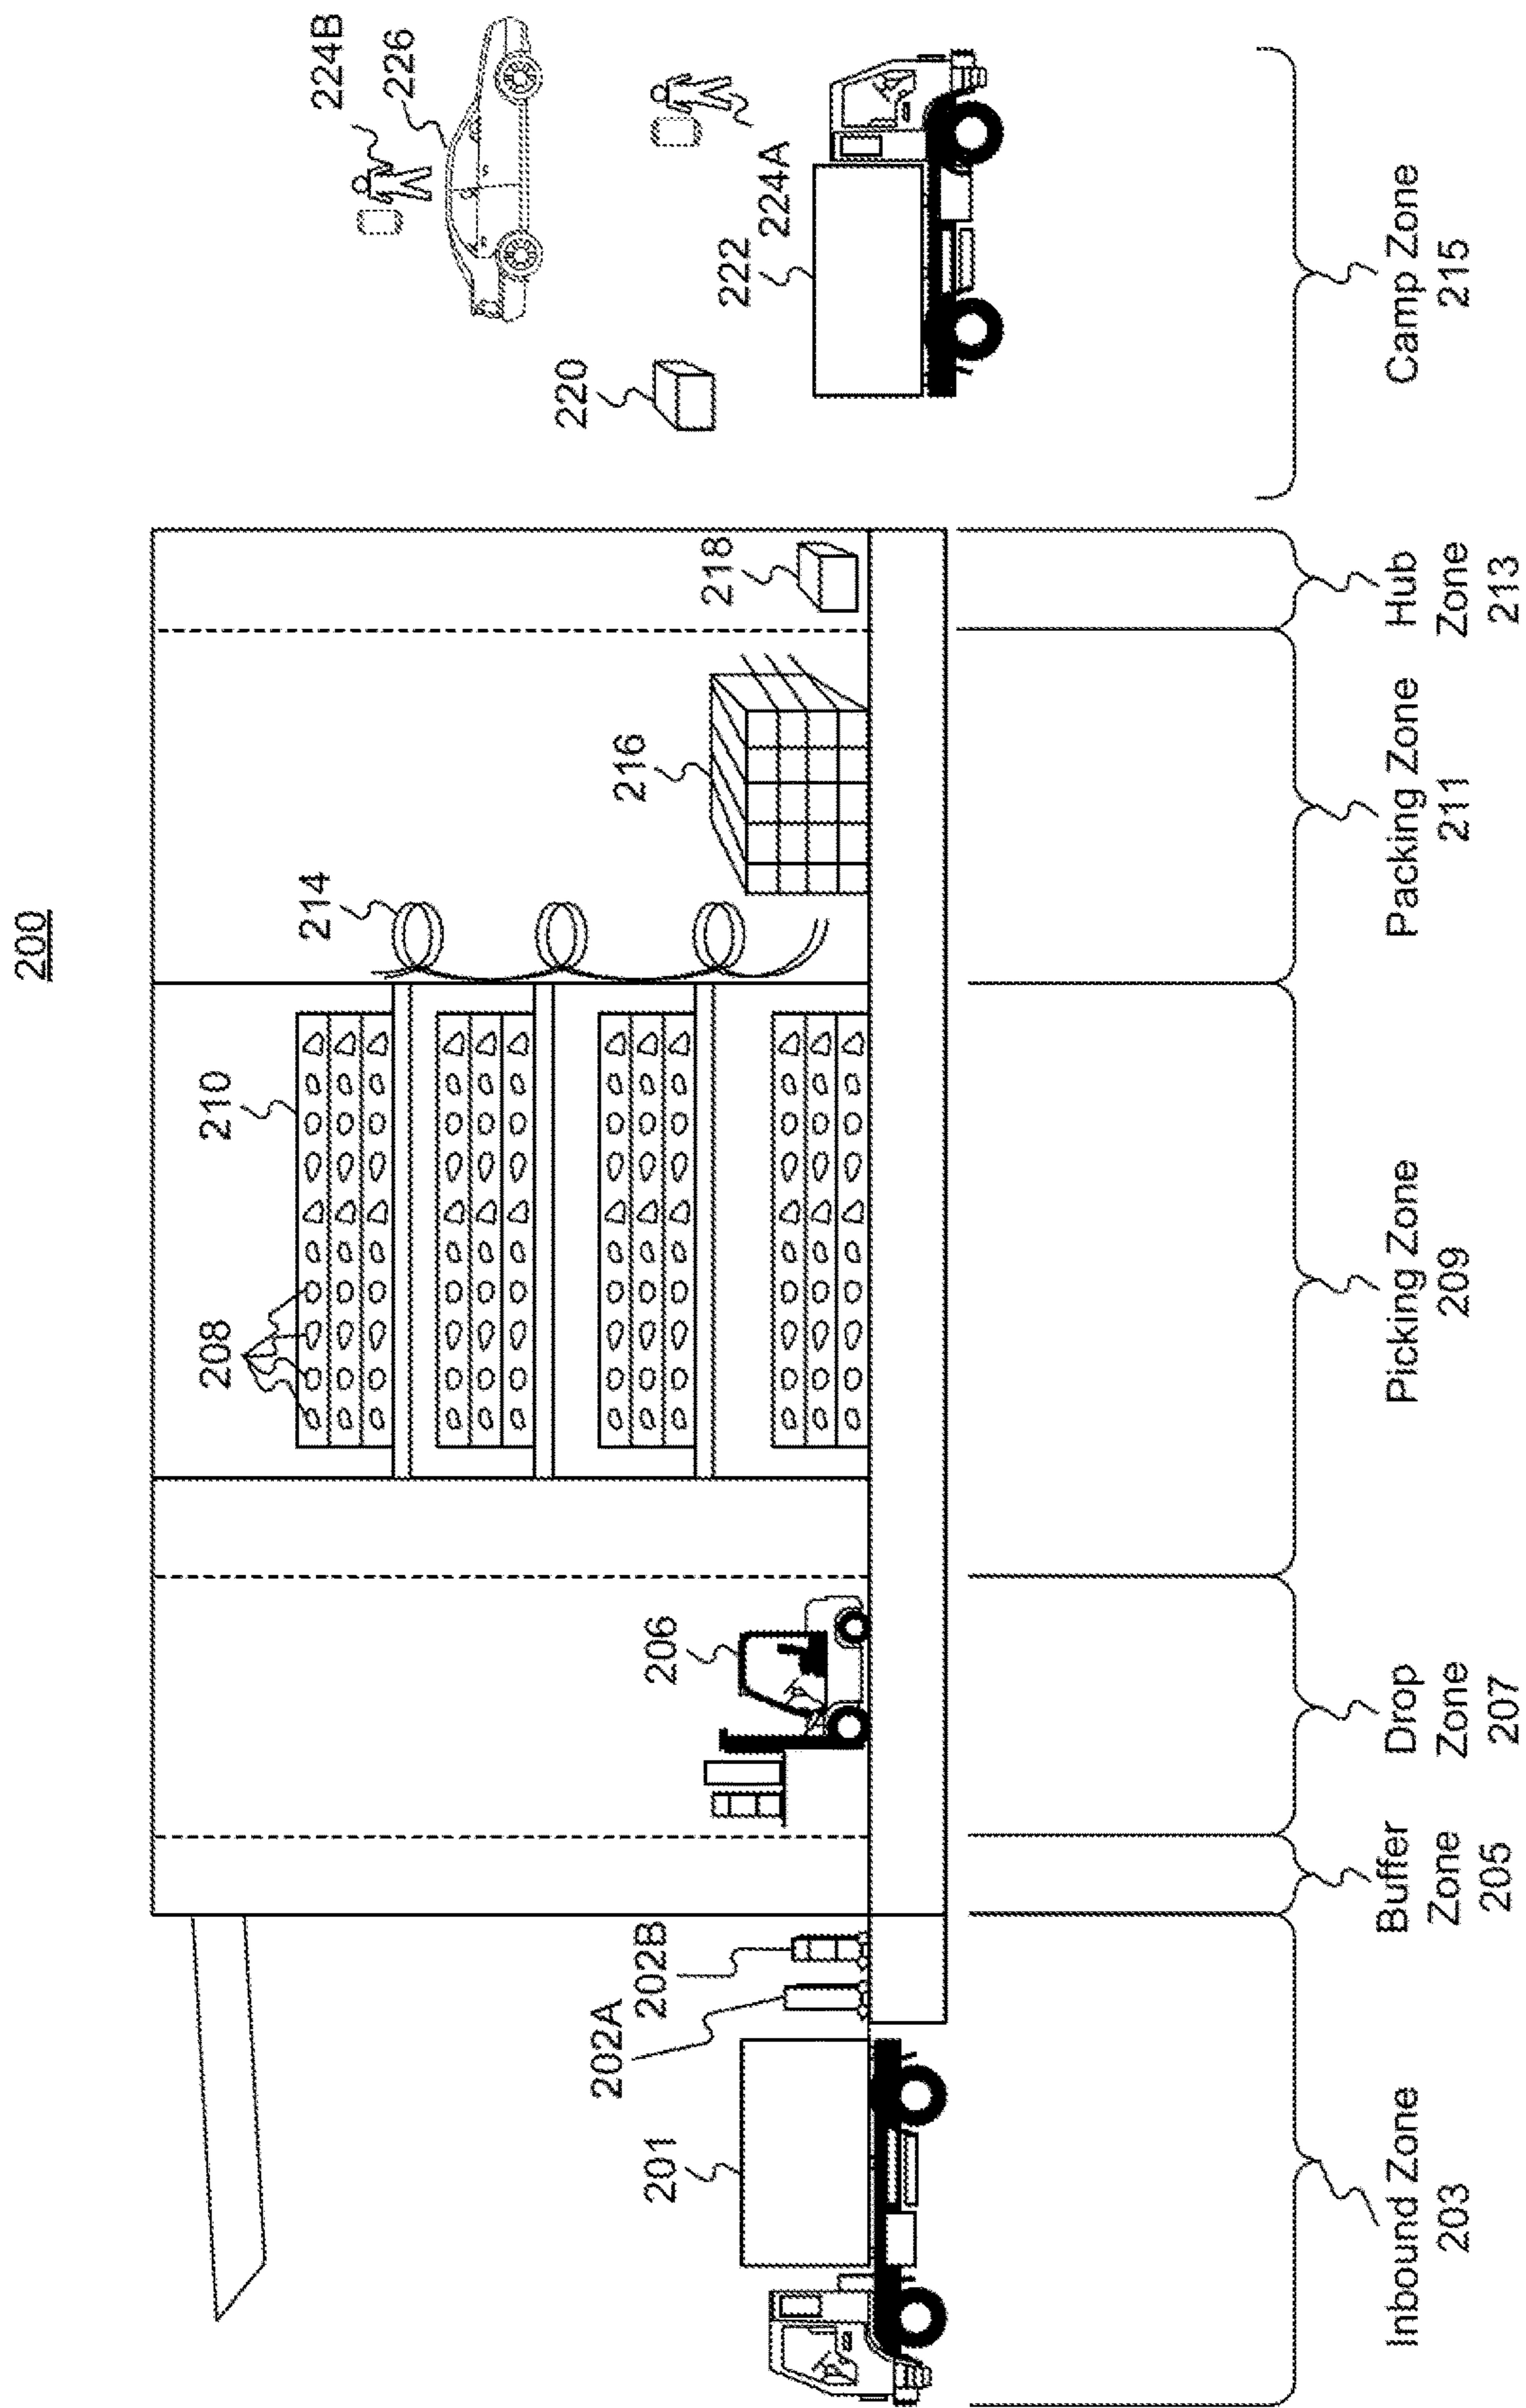 200
224B
226
224A
222
220
218
216
214
210
208
206
202B
202A
201
Inbound Zone
203
Buffer
Zone
205
Drop
Zone
207
Picking Zone
209
Packing Zone
211
Hub
Zone
213
Camp Zone
215